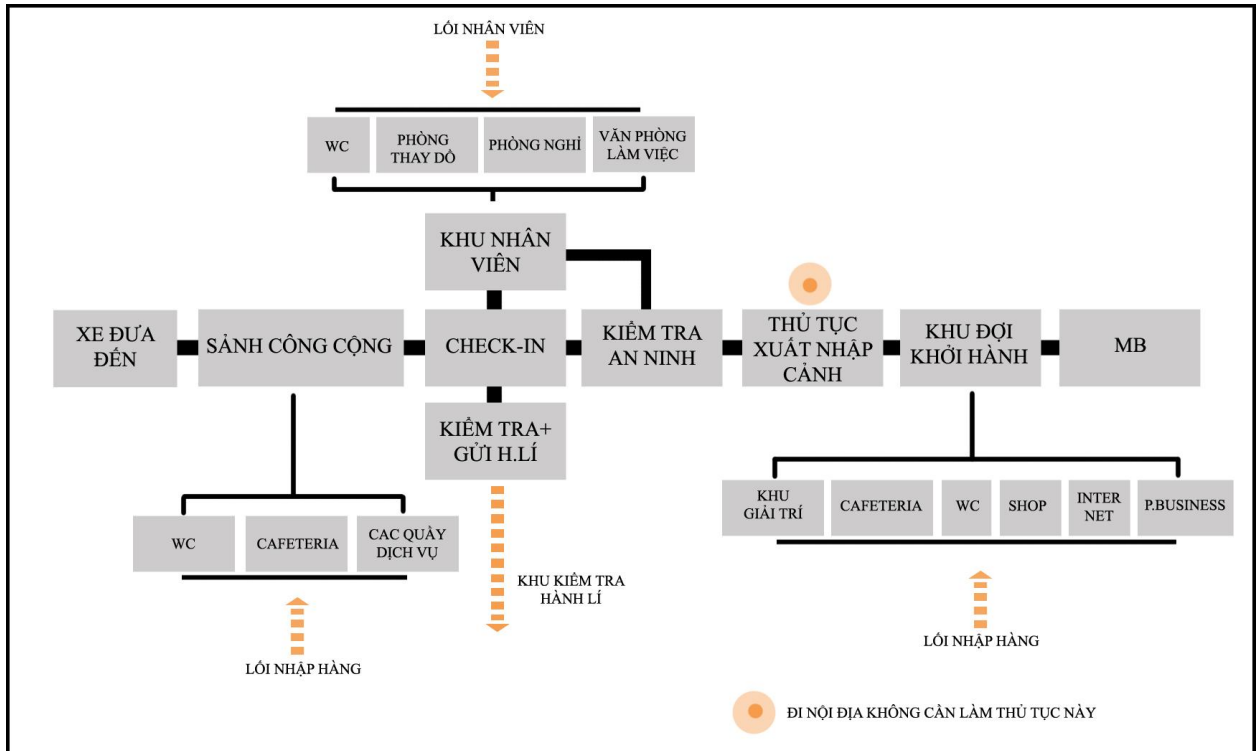 LỐI NHÂN VIÊN
WC
PHÒNG
THAY DỒ
PHÒNG NGHỈ
VĂN PHÒNG
LÀM VIỆC
KHU NHÂN
VIÊN
XE ĐƯA
ĐẾN
SẢNH CÔNG CỘNG
CHECK-IN
KIỂM TRA
AN NINH
THỦ TỤC
XUẤT NHẬP
CẢNH
KHU ĐỢI
KHỞI HÀNH
MB
KIỂM TRA+
GỬI H.LÍ
WC
CAFETERIA
CAC QUẦY
DỊCH VỤ
KHU
GIẢI TRÍ
CAFETERIA
WC
SHOP
INTER
NET
P.BUSINESS
KHU KIỂM TRA
HÀNH LÍ
LỐI NHẬP HÀNG
LỐI NHẬP HÀNG
ĐI NỘI ĐỊA KHÔNG CẦN LÀM THỦ TỤC NÀY